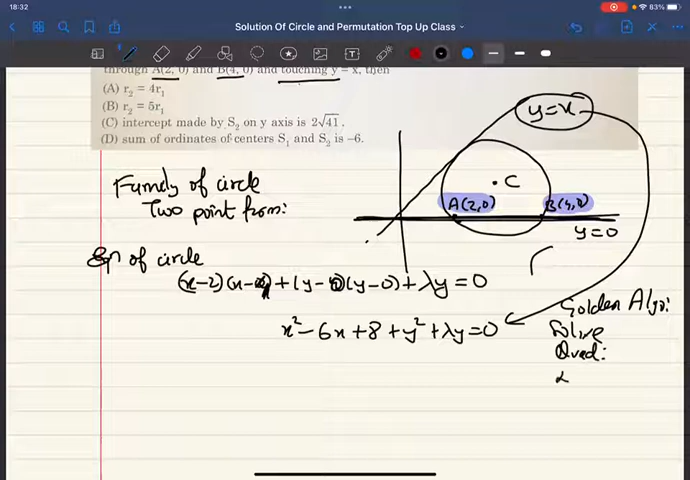 18:32
83%
Solution Of Circle and Permutation Top Up Class
through A(2, 0) and B(4, 0) and touching y = x, then
(A) r₂ = 4r₁
(B) r₂ = 5r₁
(C) intercept made by S₂ on y axis is 2√41.
(D) sum of ordinates of centers S₁ and S₂ is –6.
y=x
C
A(2,0)
B(4,0)
y=0
Family of circle
Two point from:
Eqn of circle
(x-2)(x-4)+(y-0)(y-0)+λy=0
x²-6x+8+y²+λy=0
Golden Algo:
Solve
Quad: